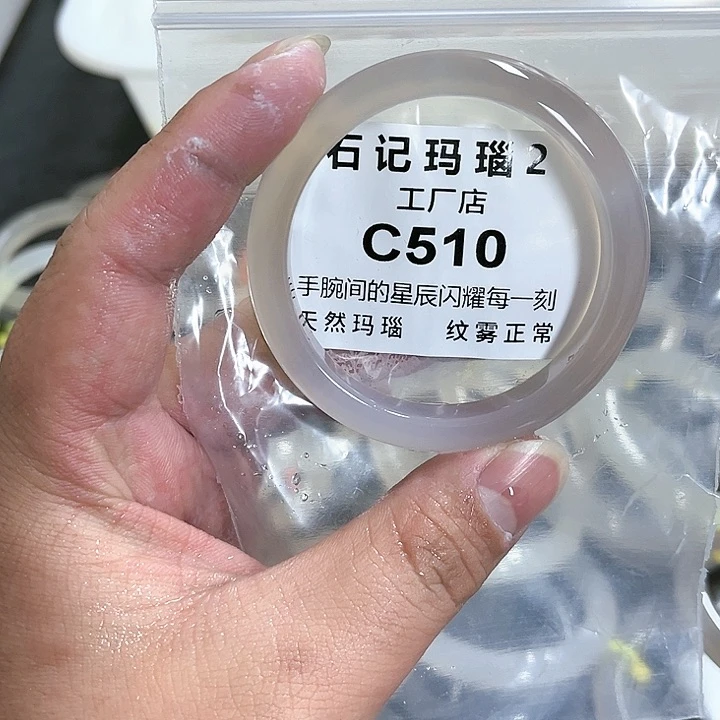 石记玛瑙2
工厂店
C510
手腕间的星辰闪耀每一刻
天然玛瑙 纹雾正常